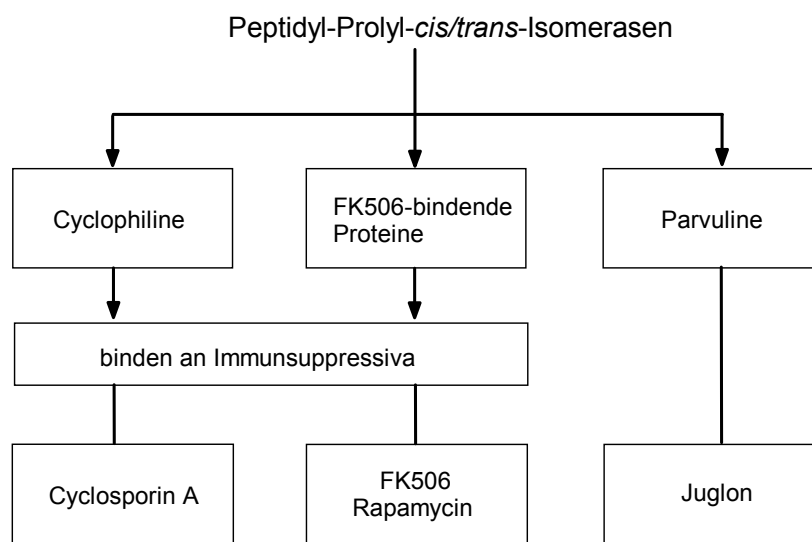 Peptidyl-Prolyl-cis/trans-Isomerasen
Cyclophiline
FK506-bindende
Proteine
Parvuline
binden an Immunsuppressiva
Cyclosporin A
FK506
Rapamycin
Juglon